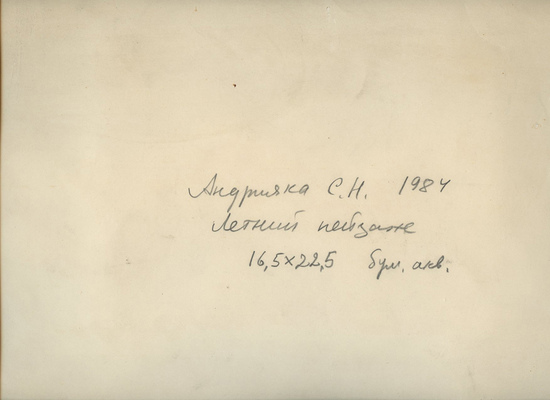 Андрияка С.Н. 1984
Летний пейзаж
16,5×22,5 бум. акв.